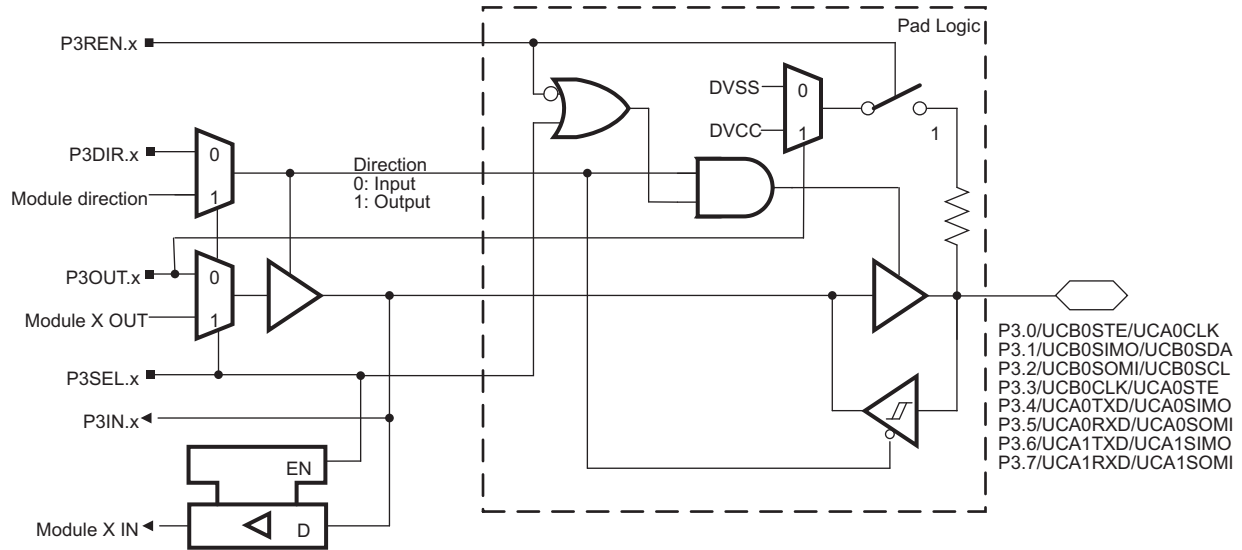 Pad Logic
P3REN.x
DVSS
0
DVCC
1
1
P3DIR.x
0
Module direction
1
Direction
0: Input
1: Output
P3OUT.x
0
Module X OUT
1
P3SEL.x
P3IN.x
EN
Module X IN
D
P3.0/UCB0STE/UCA0CLK
P3.1/UCB0SIMO/UCB0SDA
P3.2/UCB0SOMI/UCB0SCL
P3.3/UCB0CLK/UCA0STE
P3.4/UCA0TXD/UCA0SIMO
P3.5/UCA0RXD/UCA0SOMI
P3.6/UCA1TXD/UCA1SIMO
P3.7/UCA1RXD/UCA1SOMI